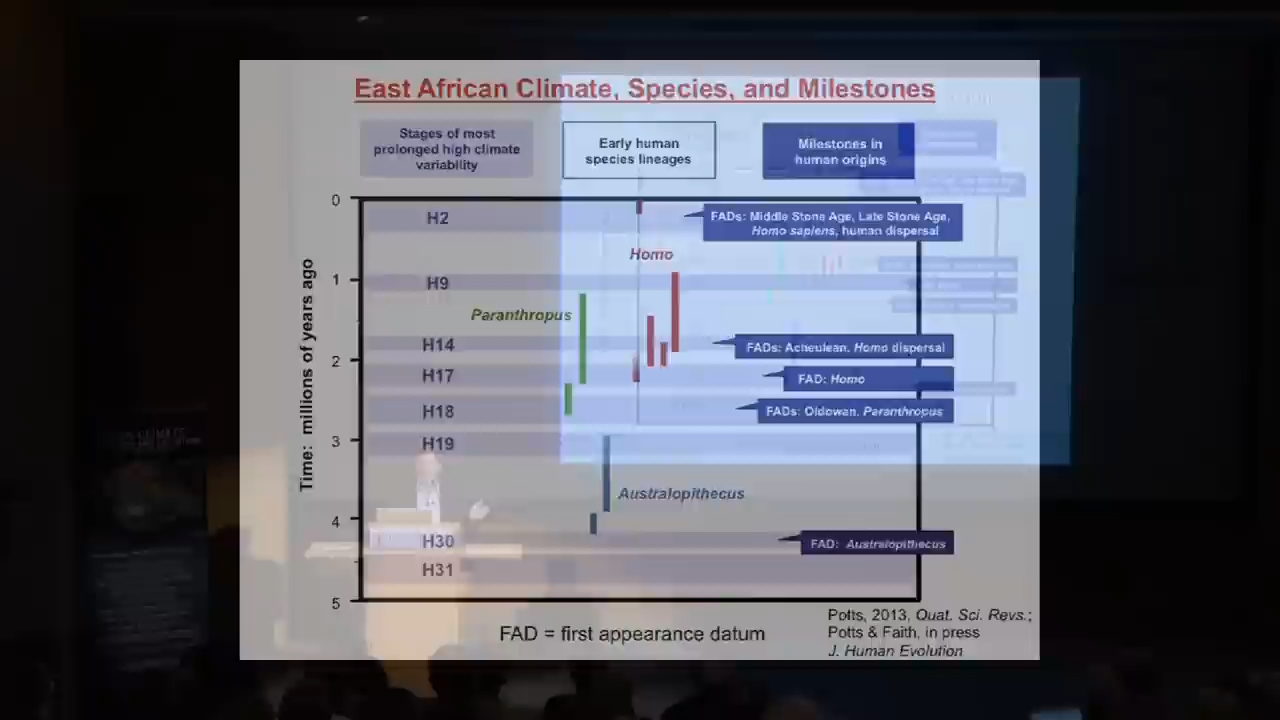 East African Climate, Species, and Milestones
Stages of most
prolonged high climate
variability
Early human
species lineages
Milestones in
human origins
Time: millions of years ago
0
1
2
3
4
5
H2
H9
H14
H17
H18
H19
H30
H31
Homo
Paranthropus
Australopithecus
FADs: Middle Stone Age, Late Stone Age,
Homo sapiens, human dispersal
FADs: Acheulean, Homo dispersal
FAD: Homo
FADs: Oldowan, Paranthropus
FAD: Australopithecus
FAD = first appearance datum
Potts, 2013, Quat. Sci. Revs.;
Potts & Faith, in press
J. Human Evolution